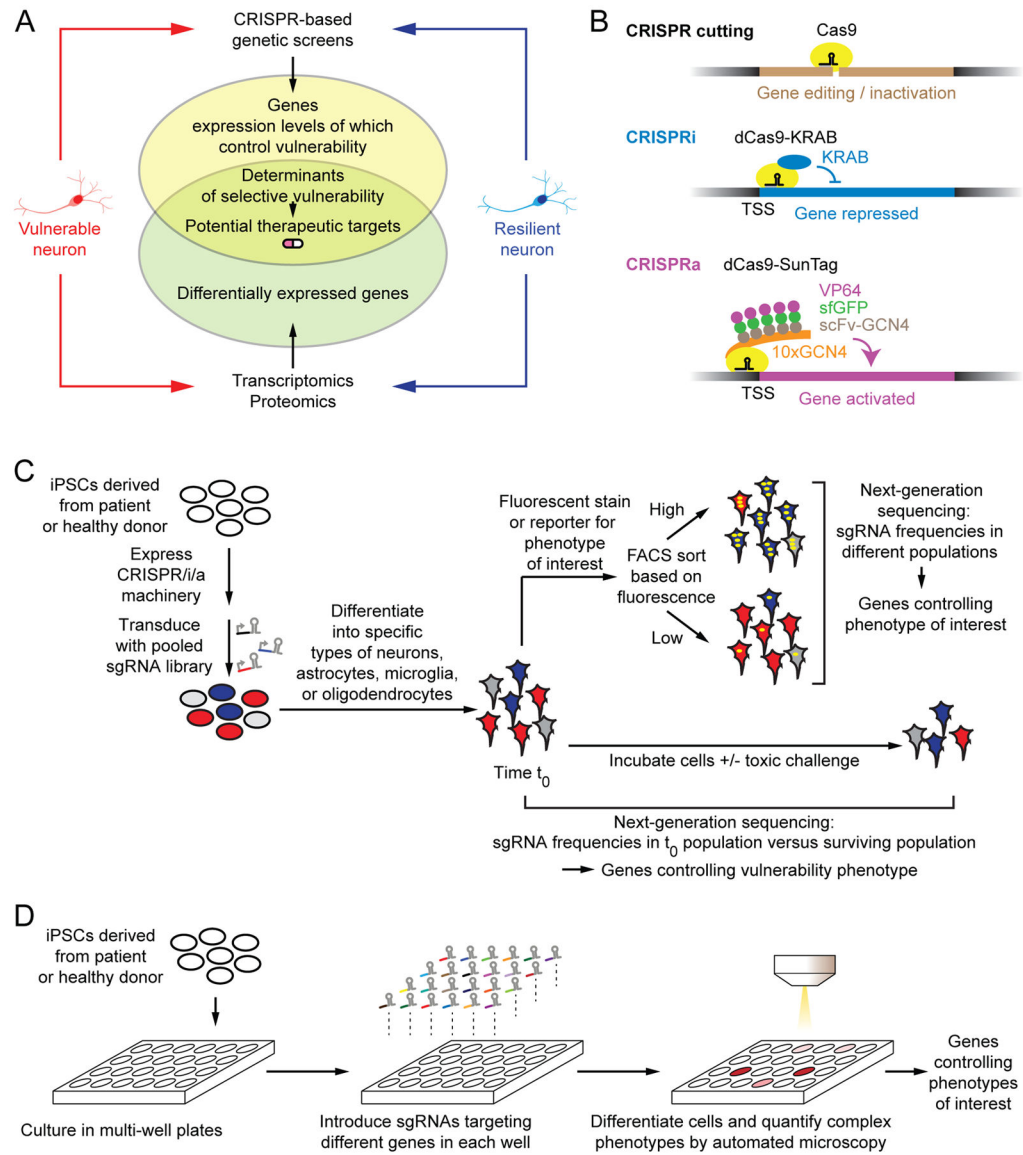 A
CRISPR-based
genetic screens
Genes
expression levels of which
control vulnerability
Determinants
of selective vulnerability
Potential therapeutic targets
Vulnerable
neuron
Resilient
neuron
Differentially expressed genes
Transcriptomics
Proteomics
B
CRISPR cutting
Cas9
Gene editing / inactivation
CRISPRi
dCas9-KRAB
KRAB
TSS
Gene repressed
CRISPRa
dCas9-SunTag
VP64
sfGFP
scFv-GCN4
10xGCN4
TSS
Gene activated
C
iPSCs derived
from patient
or healthy donor
Express
CRISPR/i/a
machinery
Transduce
with pooled
sgRNA library
Differentiate
into specific
types of neurons,
astrocytes, microglia,
or oligodendrocytes
Time t0
Fluorescent stain
or reporter for
phenotype
of interest
High
FACS sort
based on
fluorescence
Low
Next-generation
sequencing:
sgRNA frequencies in
different populations
Genes controlling
phenotype of interest
Incubate cells +/- toxic challenge
Next-generation sequencing:
sgRNA frequencies in t0 population versus surviving population
Genes controlling vulnerability phenotype
D
iPSCs derived
from patient
or healthy donor
Culture in multi-well plates
Introduce sgRNAs targeting
different genes in each well
Differentiate cells and quantify complex
phenotypes by automated microscopy
Genes
controlling
phenotypes
of interest